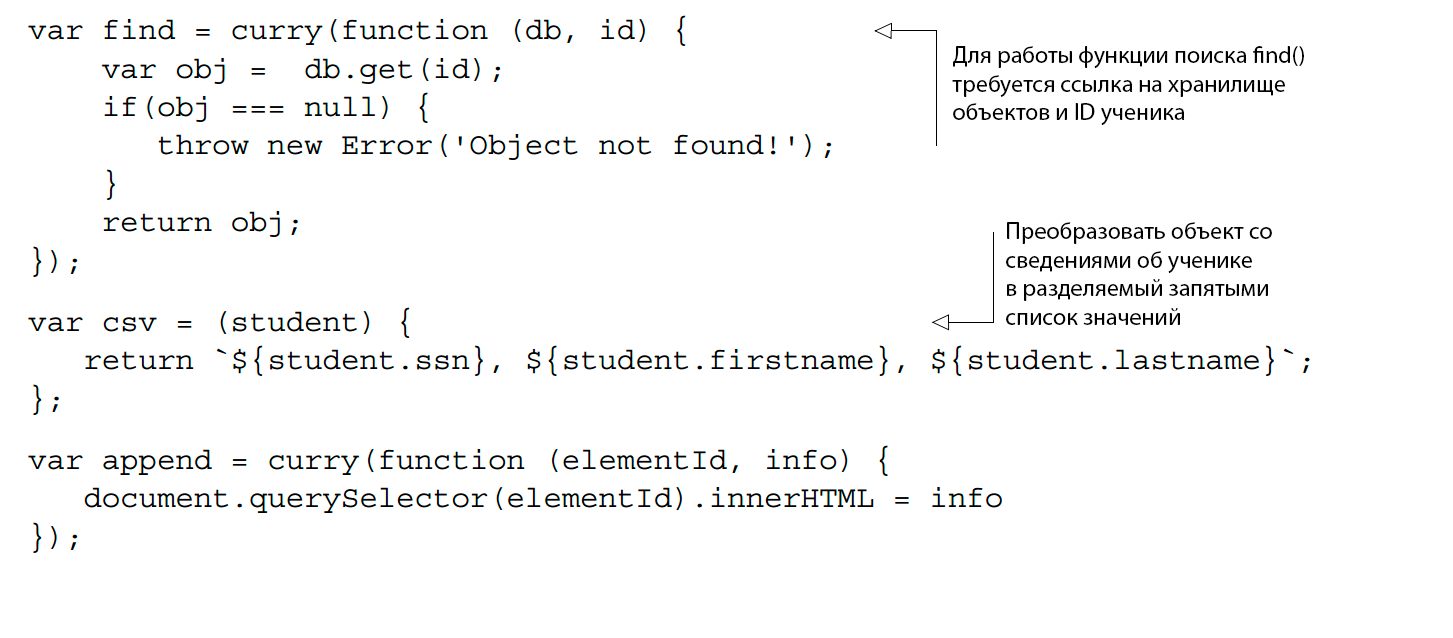 var find = curry(function (db, id) {
var obj =  db.get(id);
if(obj === null) {
throw new Error('Object not found!');
}
return obj;
});
Для работы функции поиска find()
требуется ссылка на хранилище
объектов и ID ученика
var csv = (student) {
return `${student.ssn}, ${student.firstname}, ${student.lastname}`;
};
Преобразовать объект со
сведениями об ученике
в разделяемый запятыми
список значений
var append = curry(function (elementId, info) {
document.querySelector(elementId).innerHTML = info
});